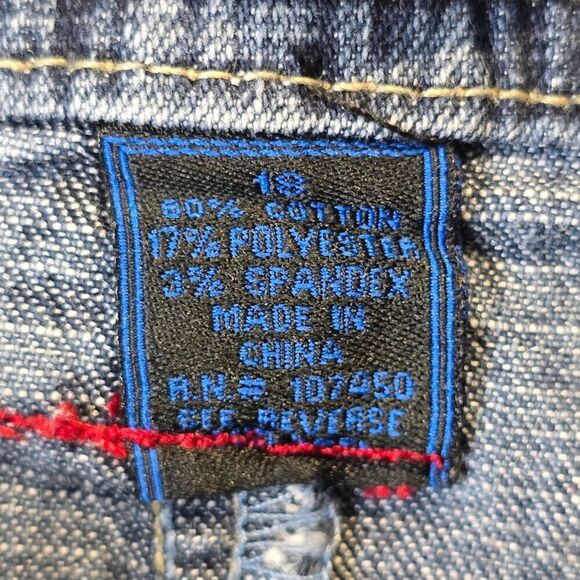 18
80% COTTON
17% POLYESTER
3% SPANDEX
MADE IN
CHINA
R.N.# 107450
SEE REVERSE